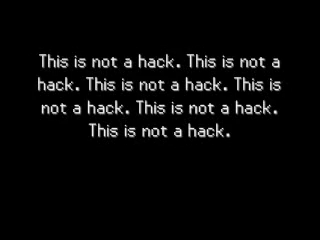 This is not a hack. This is not a
hack. This is not a hack. This is
not a hack. This is not a hack.
This is not a hack.